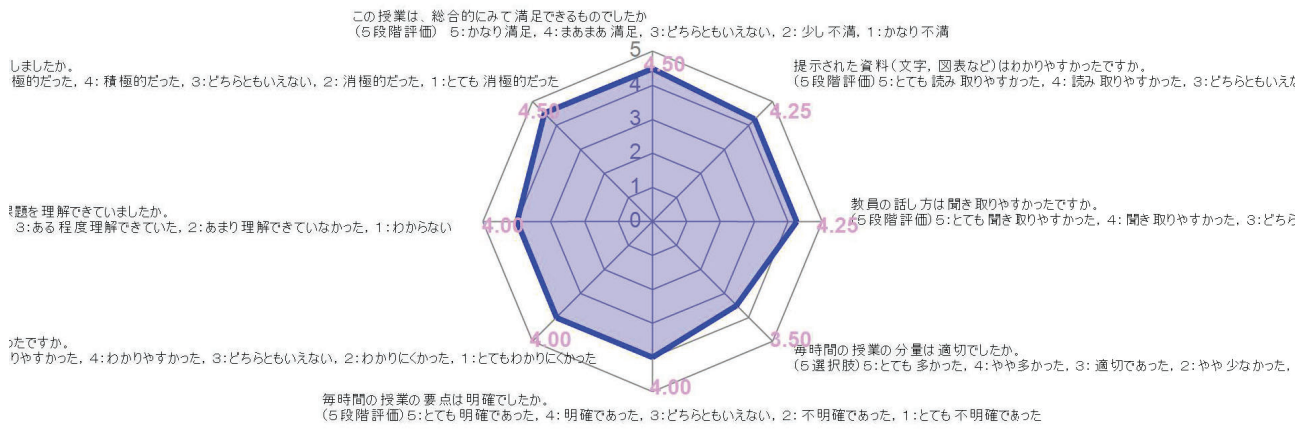 この授業は、総合的にみて満足できるものでしたか
(5段階評価) 5:かなり満足, 4:まあまあ満足, 3:どちらともいえない, 2:少し不満, 1:かなり不満
しましたか。
極的だった, 4:積極的だった, 3:どちらともいえない, 2:消極的だった, 1:とても消極的だった
提示された資料(文字, 図表など)はわかりやすかったですか。
(5段階評価)5:とても読み取りやすかった, 4:読み取りやすかった, 3:どちらともいえな
5
4.50
4
4.50
4.25
3
2
1
課題を理解できていましたか。
3:ある程度理解できていた, 2:あまり理解できていなかった, 1:わからない
4.00
0
教員の話し方は聞き取りやすかったですか。
4.25
(5段階評価)5:とても聞き取りやすかった, 4:聞き取りやすかった, 3:どちら
ったですか。
りやすかった, 4:わかりやすかった, 3:どちらともいえない, 2:わかりにくかった, 1:とてもわかりにくかった
4.00
3.50
毎時間の授業の分量は適切でしたか。
(5選択肢)5:とても多かった, 4:やや多かった, 3:適切であった, 2:やや少なかった,
4.00
毎時間の授業の要点は明確でしたか。
(5段階評価)5:とても明確であった, 4:明確であった, 3:どちらともいえない, 2:不明確であった, 1:とても不明確であった